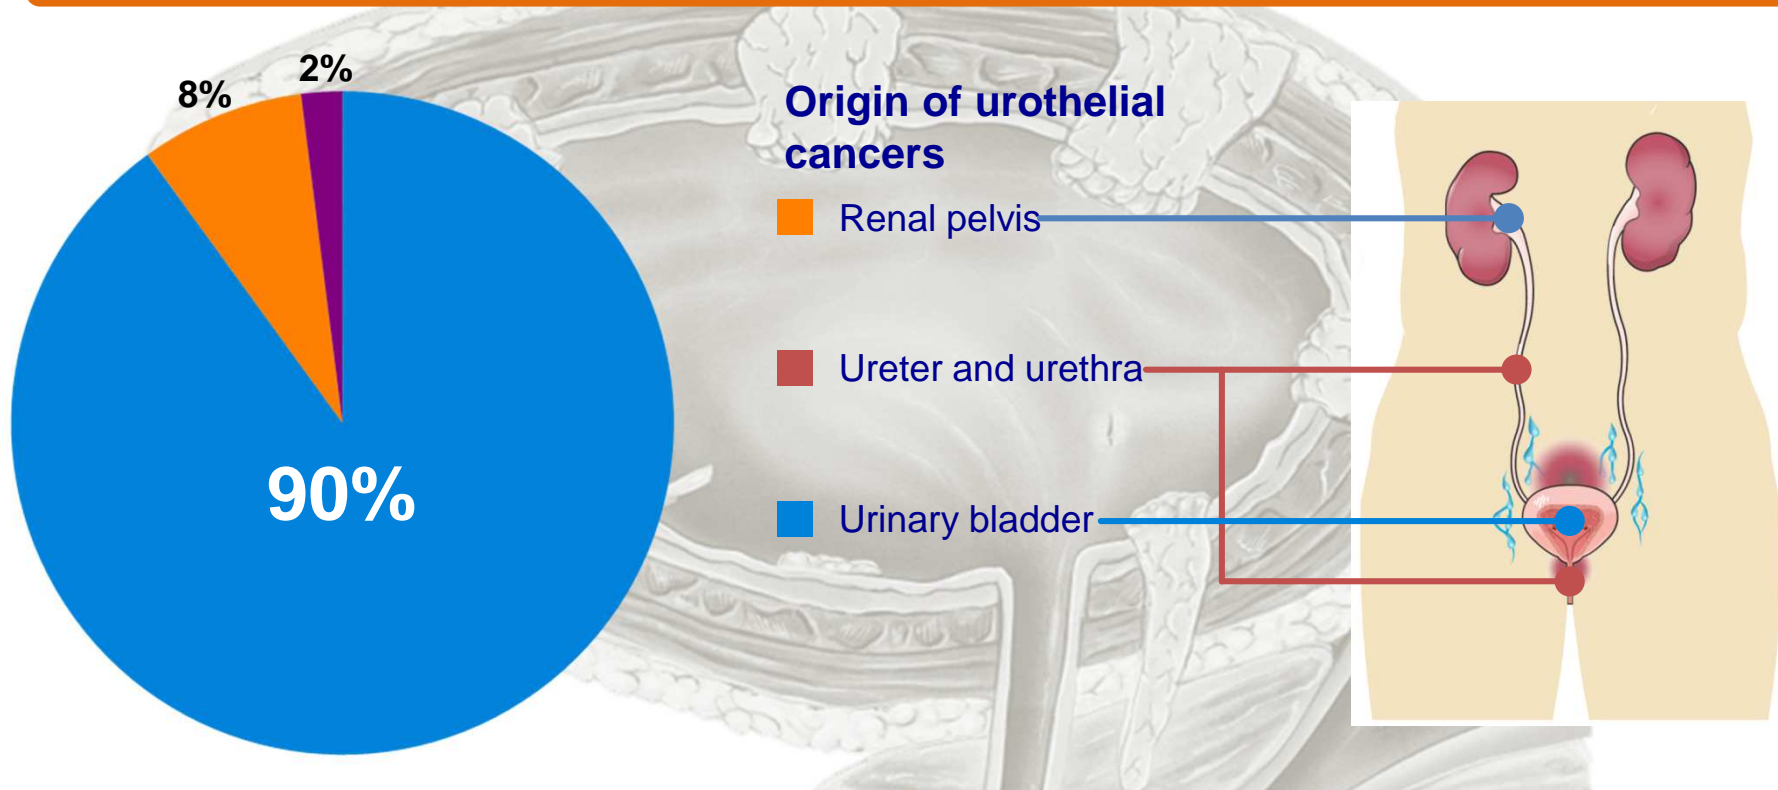 2%
8%
90%
Origin of urothelial
cancers
Renal pelvis
Ureter and urethra
Urinary bladder